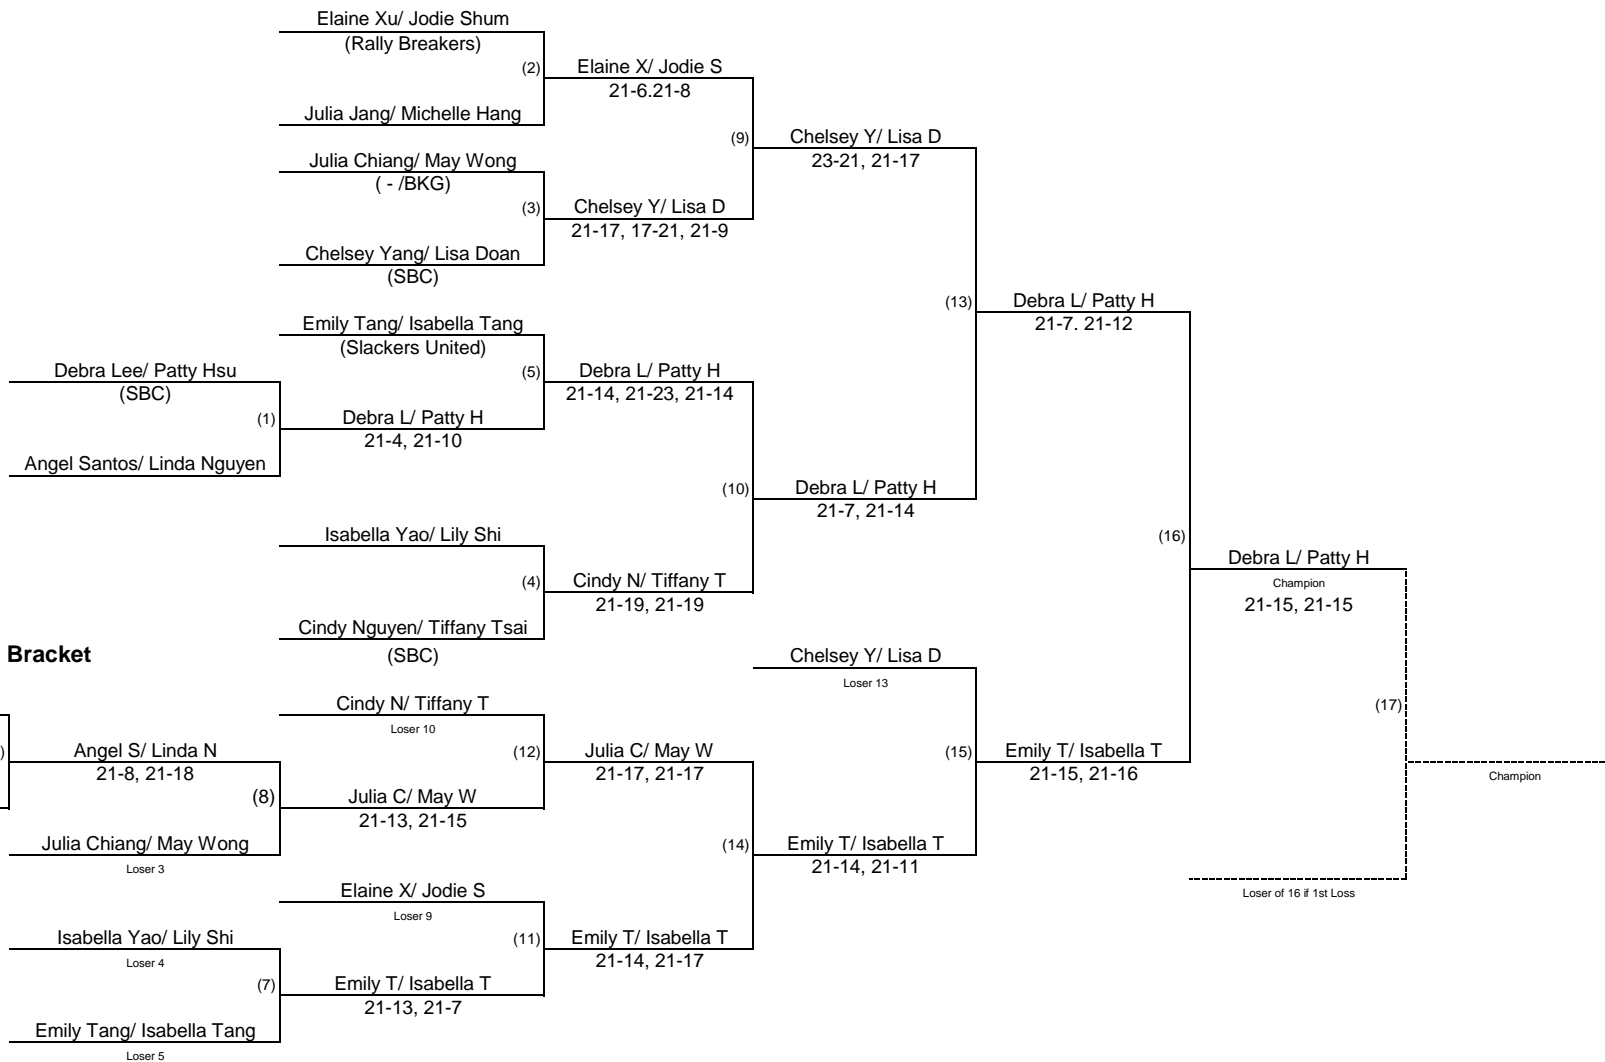 Elaine Xu/ Jodie Shum
(Rally Breakers)
(2)
Elaine X/ Jodie S
21-6.21-8
Julia Jang/ Michelle Hang
(9)
Chelsey Y/ Lisa D
23-21, 21-17
Julia Chiang/ May Wong
( - /BKG)
(3)
Chelsey Y/ Lisa D
21-17, 17-21, 21-9
Chelsey Yang/ Lisa Doan
(SBC)
(13)
Debra L/ Patty H
21-7. 21-12
Emily Tang/ Isabella Tang
(Slackers United)
Debra Lee/ Patty Hsu
(SBC)
(5)
Debra L/ Patty H
21-14, 21-23, 21-14
(1)
Debra L/ Patty H
21-4, 21-10
Angel Santos/ Linda Nguyen
(10)
Debra L/ Patty H
21-7, 21-14
Isabella Yao/ Lily Shi
(16)
Debra L/ Patty H
Champion
21-15, 21-15
(4)
Cindy N/ Tiffany T
21-19, 21-19
Cindy Nguyen/ Tiffany Tsai
(SBC)
Bracket
Chelsey Y/ Lisa D
Loser 13
Cindy N/ Tiffany T
Loser 10
(17)
)
Angel S/ Linda N
21-8, 21-18
(12)
Julia C/ May W
21-17, 21-17
(15)
Emily T/ Isabella T
21-15, 21-16
Champion
(8)
Julia C/ May W
21-13, 21-15
Julia Chiang/ May Wong
Loser 3
(14)
Emily T/ Isabella T
21-14, 21-11
Elaine X/ Jodie S
Loser 9
Loser of 16 if 1st Loss
Isabella Yao/ Lily Shi
Loser 4
(11)
Emily T/ Isabella T
21-14, 21-17
(7)
Emily T/ Isabella T
21-13, 21-7
Emily Tang/ Isabella Tang
Loser 5